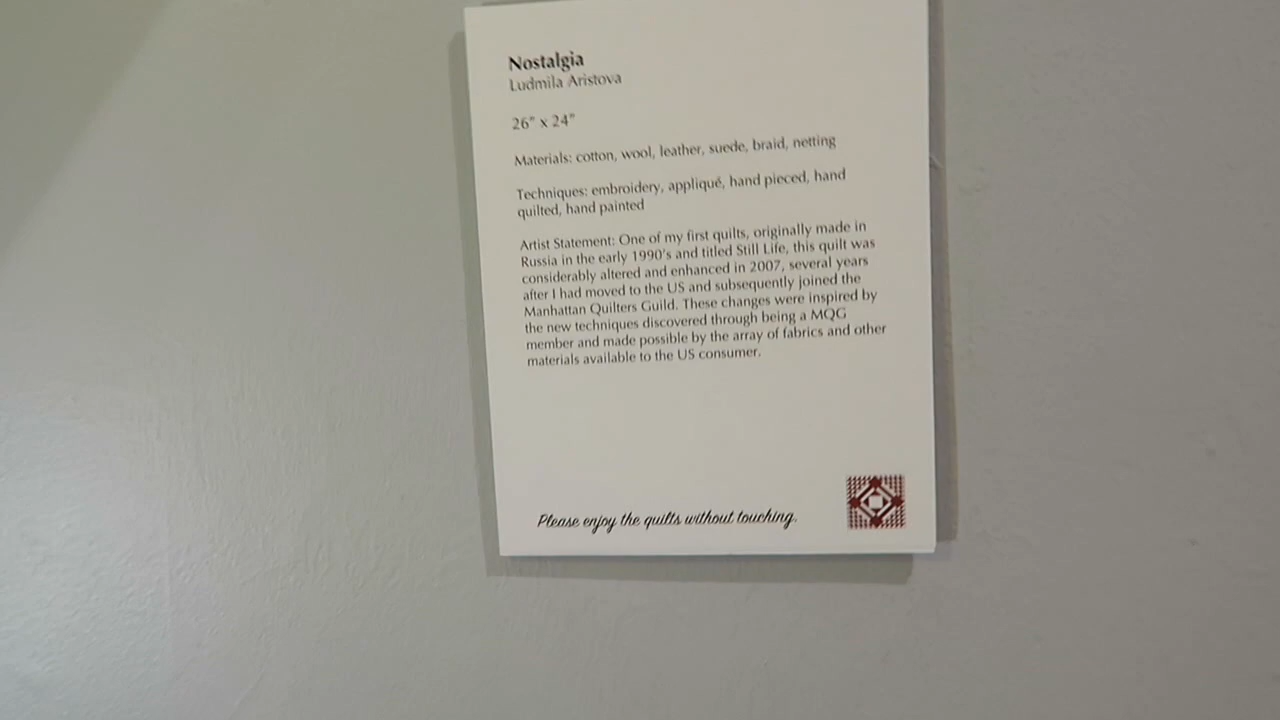 Nostalgia
Ludmila Aristova
26” x 24”
Materials: cotton, wool, leather, suede, braid, netting
Techniques: embroidery, appliqué, hand pieced, hand
quilted, hand painted
Artist Statement: One of my first quilts, originally made in
Russia in the early 1990’s and titled Still Life, this quilt was
considerably altered and enhanced in 2007, several years
after I had moved to the US and subsequently joined the
Manhattan Quilters Guild. These changes were inspired by
the new techniques discovered through being a MQG
member and made possible by the array of fabrics and other
materials available to the US consumer.
Please enjoy the quilts without touching.